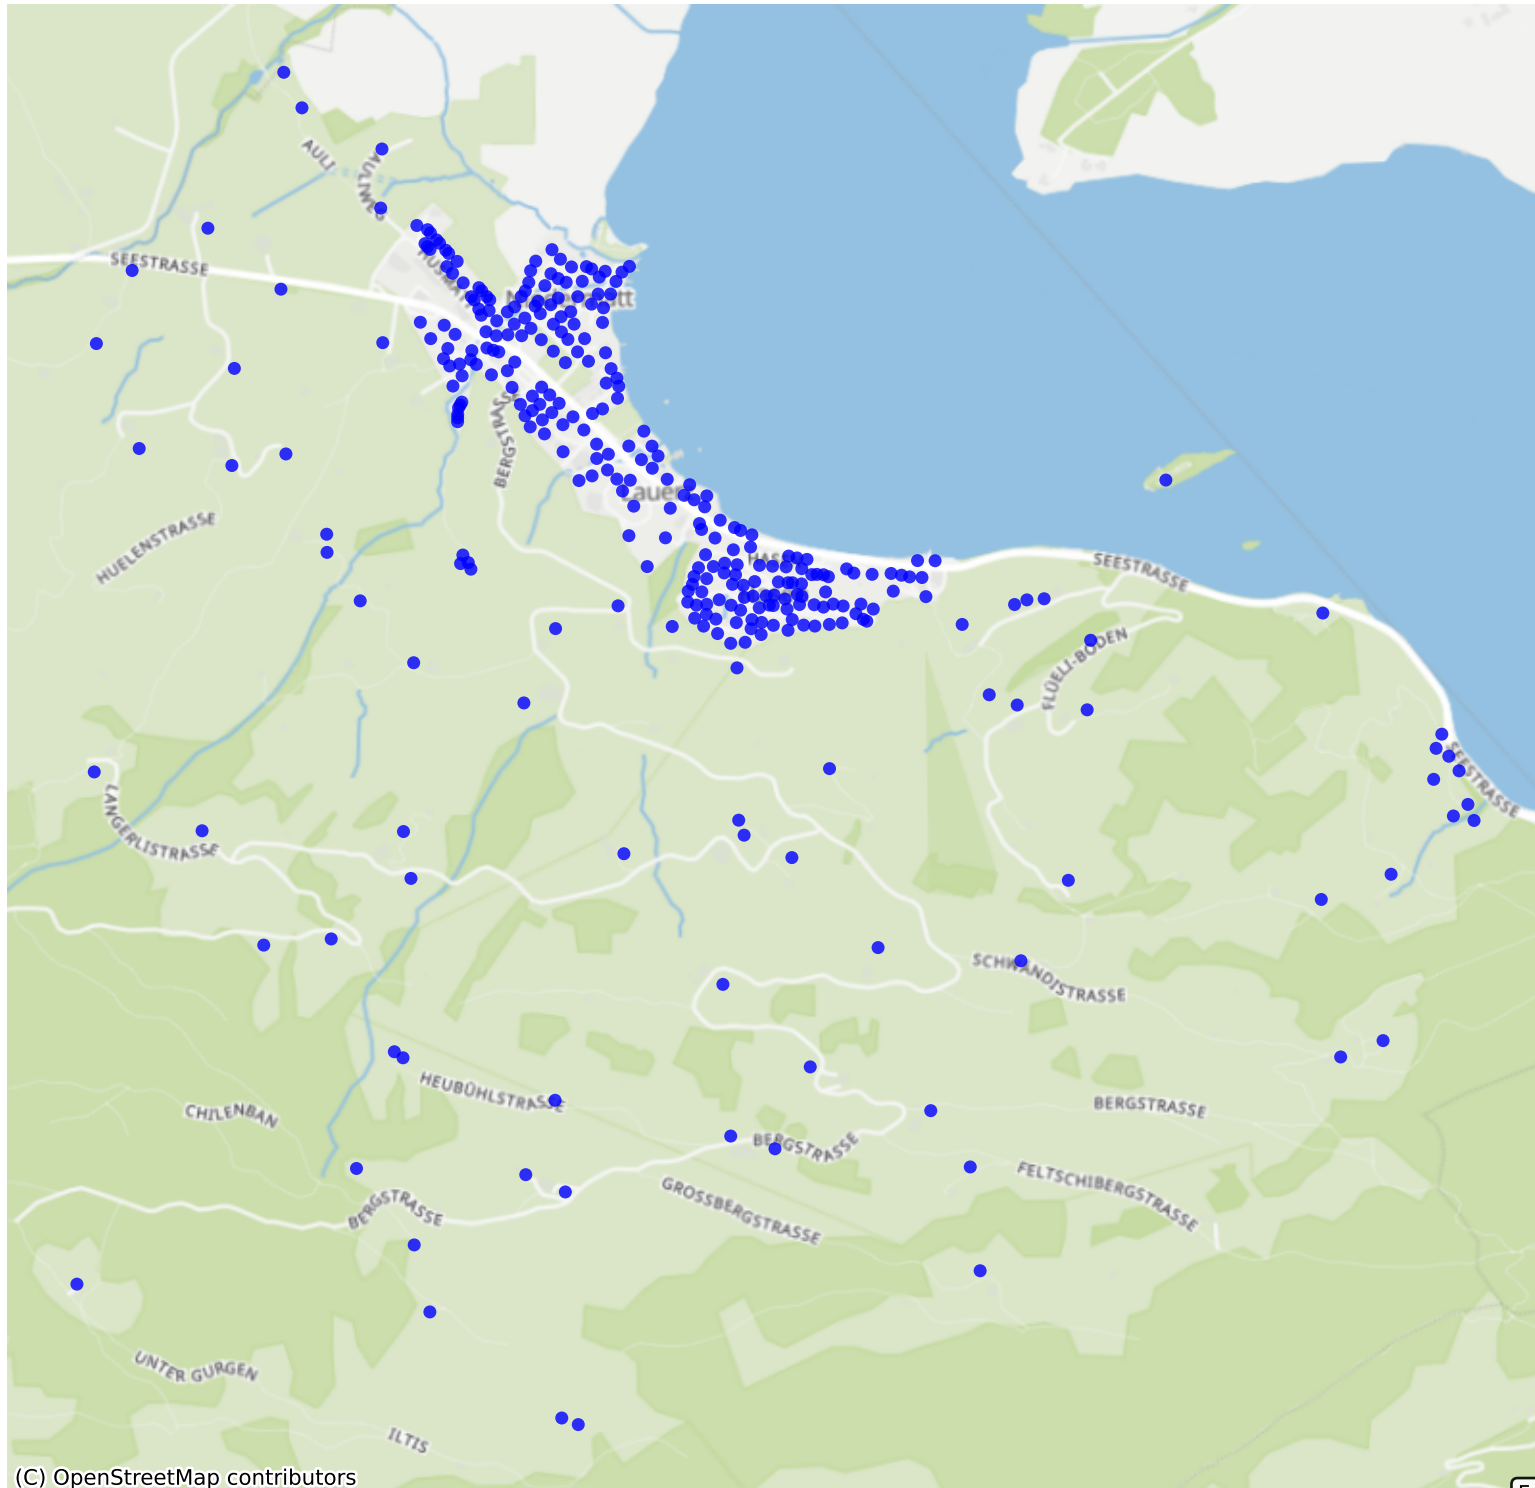 AULI
AULIWEG
SEESTRASSE
BERGSTRASSE
HUELENSTRASSE
SEESTRASSE
FLÜELI-BODEN
SEESTRASSE
LANGERLISTRASSE
SCHWANDISTRASSE
HEUBÜHLSTRASSE
CHILENBAN
BERGSTRASSE
BERGSTRASSE
FELTSCHIBERGSTRASSE
GROSSBERGSTRASSE
BERGSTRASSE
UNTER GURGEN
ILTIS
(C) OpenStreetMap contributors